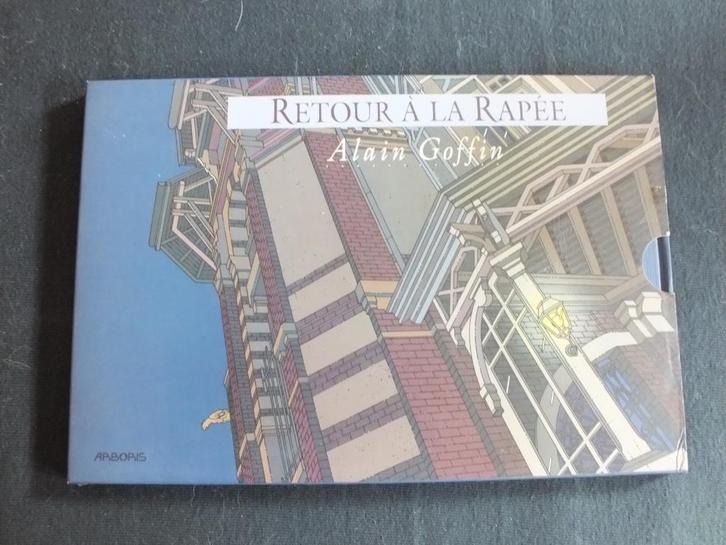 RETOUR À LA RAPÉE
Alain Goffin
ARBORIS